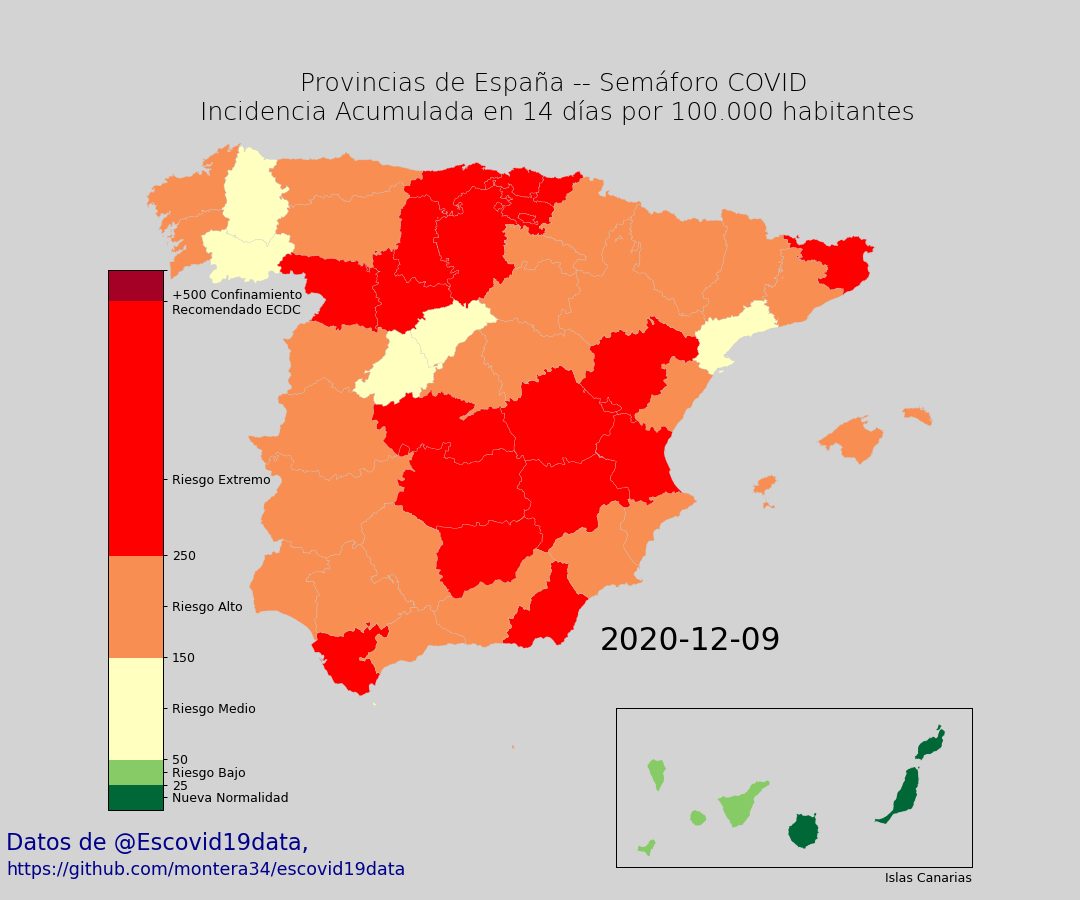 Provincias de España -- Semáforo COVID
Incidencia Acumulada en 14 días por 100.000 habitantes
+500 Confinamiento
Recomendado ECDC
Riesgo Extremo
250
Riesgo Alto
150
Riesgo Medio
50
Riesgo Bajo
25
Nueva Normalidad
2020-12-09
Islas Canarias
Datos de @Escovid19data,
https://github.com/montera34/escovid19data